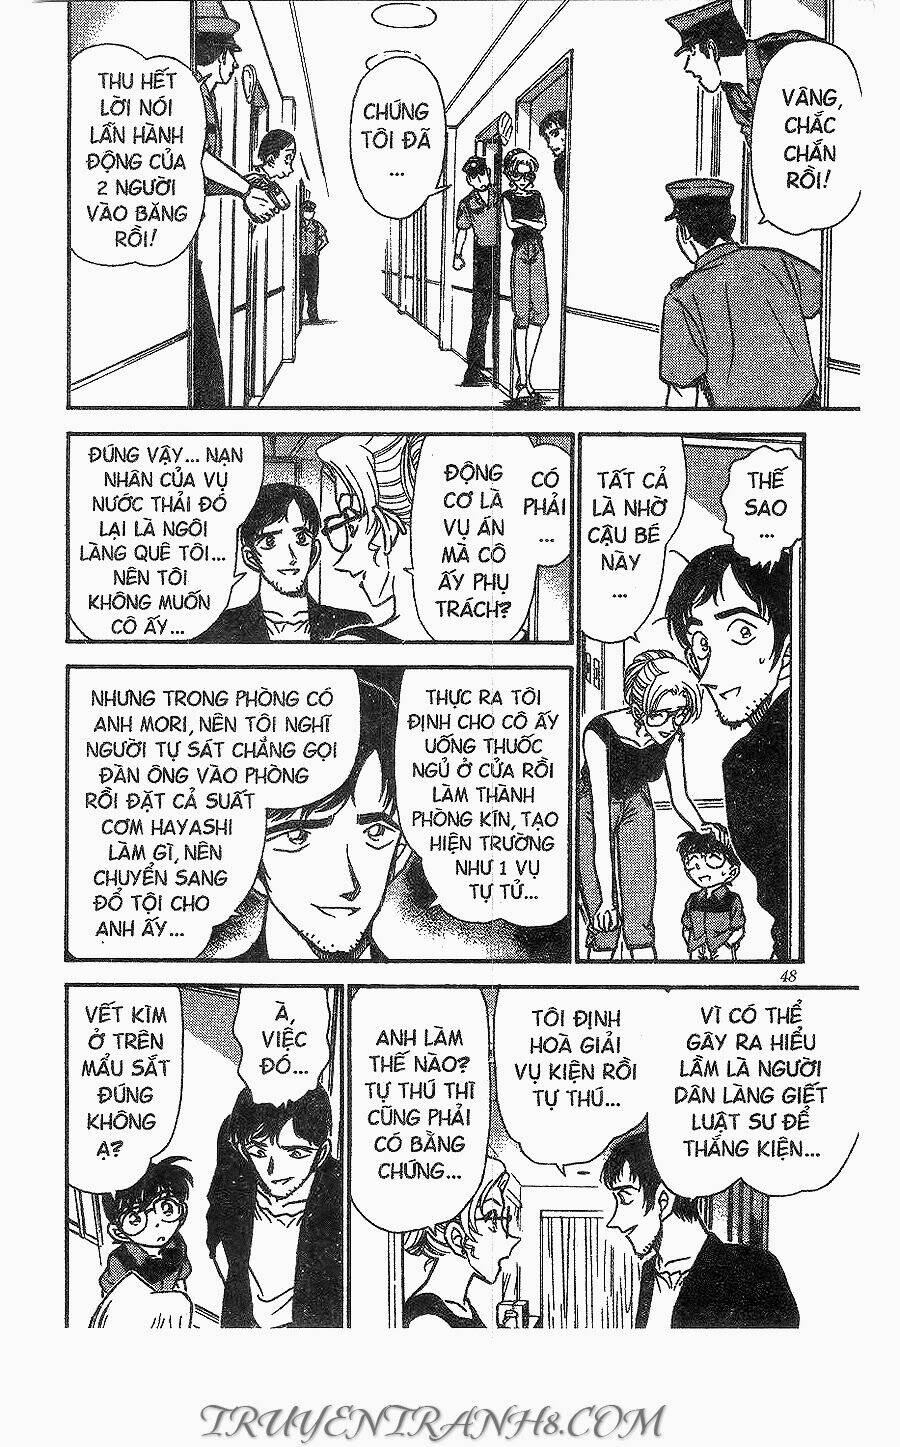 VÂNG,
CHẮC
CHẮN
RỒI!
CHÚNG
TÔI ĐÃ
...
THU HẾT
LỜI NÓI
LẪN HÀNH
ĐỘNG CỦA
2 NGƯỜI
VÀO BĂNG
RỒI!
THẾ
SAO
...
TẤT CẢ
LÀ NHỜ
CẬU BÉ
NÀY
...
CÓ
PHẢI
...
ĐỘNG
CƠ LÀ
VỤ ÁN
MÀ CÔ
ẤY PHỤ
TRÁCH?
ĐÚNG VẬY... NẠN
NHÂN CỦA VỤ
NƯỚC THẢI ĐÓ
LẠI LÀ NGÔI
LÀNG QUÊ TÔI...
NÊN TÔI
KHÔNG MUỐN
CÔ ẤY...
THỰC RA TÔI
ĐỊNH CHO CÔ ẤY
UỐNG THUỐC
NGỦ Ở CỬA RỒI
LÀM THÀNH
PHÒNG KÍN, TẠO
HIỆN TRƯỜNG
NHƯ 1 VỤ
TỰ TỬ...
NHƯNG TRONG PHÒNG CÓ
ANH MORI, NÊN TÔI NGHĨ
NGƯỜI TỰ SÁT CHẲNG GỌI
ĐÀN ÔNG VÀO PHÒNG
RỒI ĐẶT CẢ SUẤT
CƠM HAYASHI
LÀM GÌ, NÊN
CHUYỂN SANG
ĐỔ TỘI CHO
ANH ẤY...
48
VÌ CÓ THỂ
GÂY RA HIỂU
LẦM LÀ NGƯỜI
DÂN LÀNG GIẾT
LUẬT SƯ ĐỂ
THẮNG KIỆN...
TÔI ĐỊNH
HOÀ GIẢI
VỤ KIỆN RỒI
TỰ THÚ...
ANH LÀM
THẾ NÀO?
TỰ THÚ THÌ
CŨNG PHẢI
CÓ BẰNG
CHỨNG...
À,
VIỆC
ĐÓ...
VẾT KÌM
Ở TRÊN
MẨU SẮT
ĐÚNG
KHÔNG
Ạ?
TRUYENTRANH8.COM